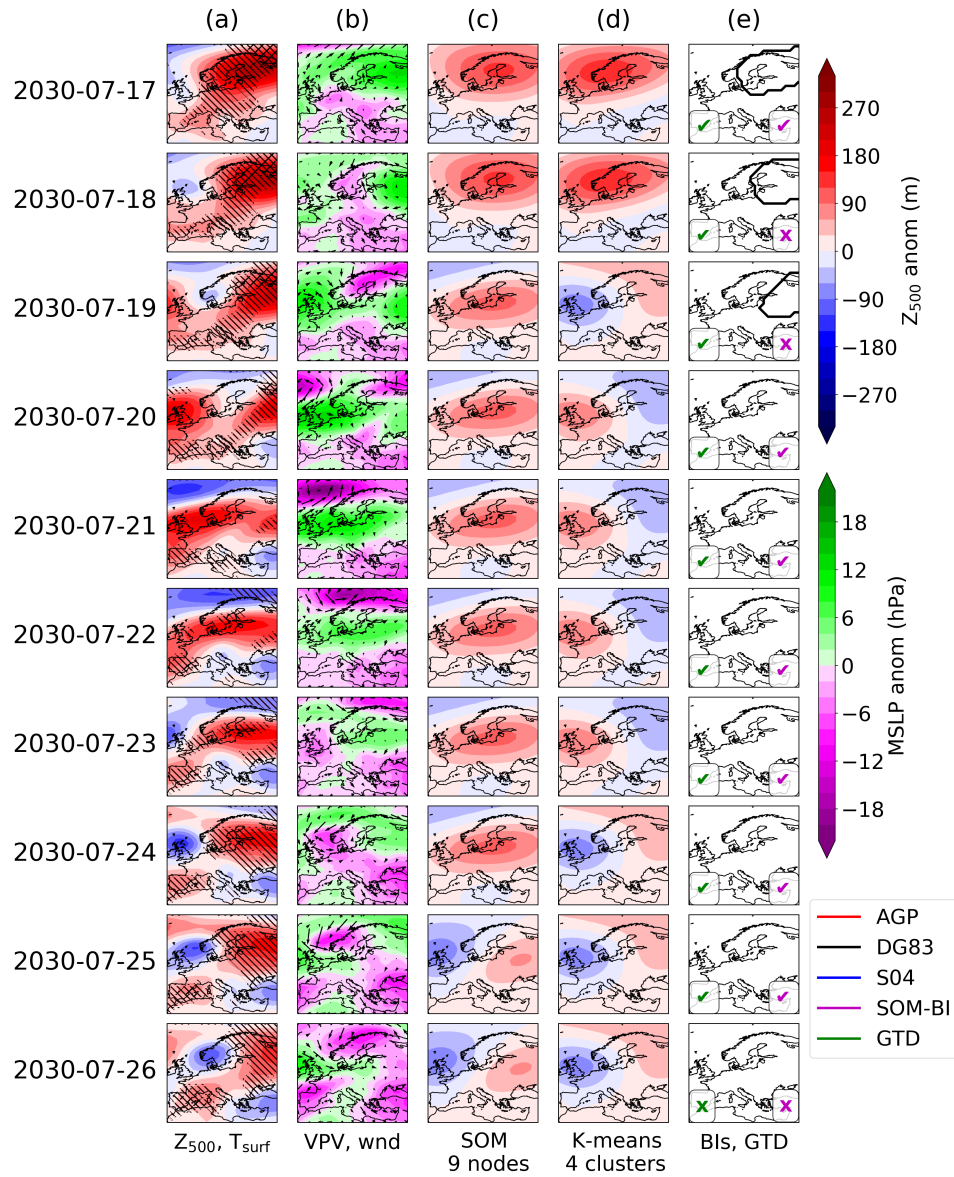 (a) (b) (c) (d) (e)
2030-07-17 ✔ ✔
2030-07-18 ✔ x
2030-07-19 ✔ x
2030-07-20 ✔ ✔
2030-07-21 ✔ ✔
2030-07-22 ✔ ✔
2030-07-23 ✔ ✔
2030-07-24 ✔ ✔
2030-07-25 ✔ ✔
2030-07-26 x x
Z500, Tsurf VPV, wnd SOM K-means BIs, GTD
9 nodes 4 clusters
270
180
90
0
−90
−180
−270
Z500 anom (m)
18
12
6
0
−6
−12
−18
MSLP anom (hPa)
AGP
DG83
S04
SOM-BI
GTD